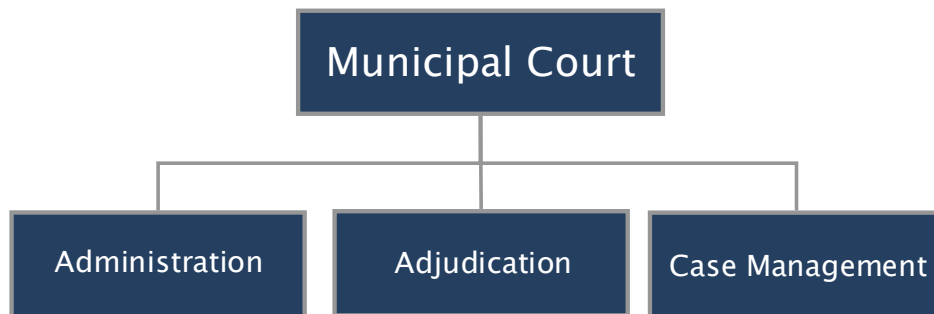 Municipal Court
Administration
Adjudication
Case Management